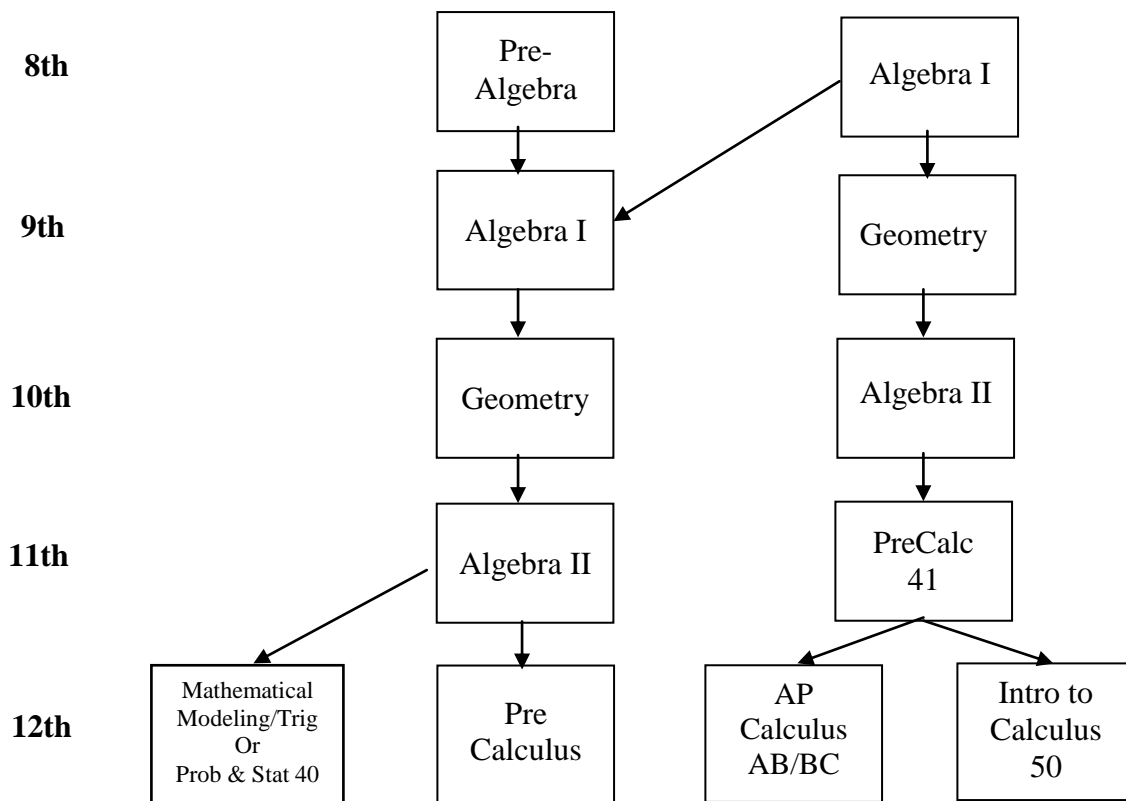 8th
Pre-
Algebra
Algebra I
9th
Algebra I
Geometry
10th
Geometry
Algebra II
11th
Algebra II
PreCalc
41
12th
Mathematical
Modeling/Trig
Or
Prob & Stat 40
Pre
Calculus
AP
Calculus
AB/BC
Intro to
Calculus
50